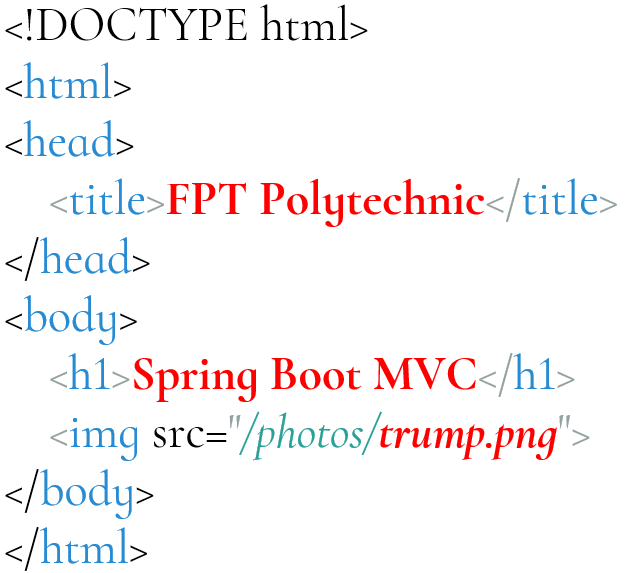 <!DOCTYPE html>
<html>
<head>
<title>FPT Polytechnic</title>
</head>
<body>
<h1>Spring Boot MVC</h1>
<img src="/photos/trump.png">
</body>
</html>